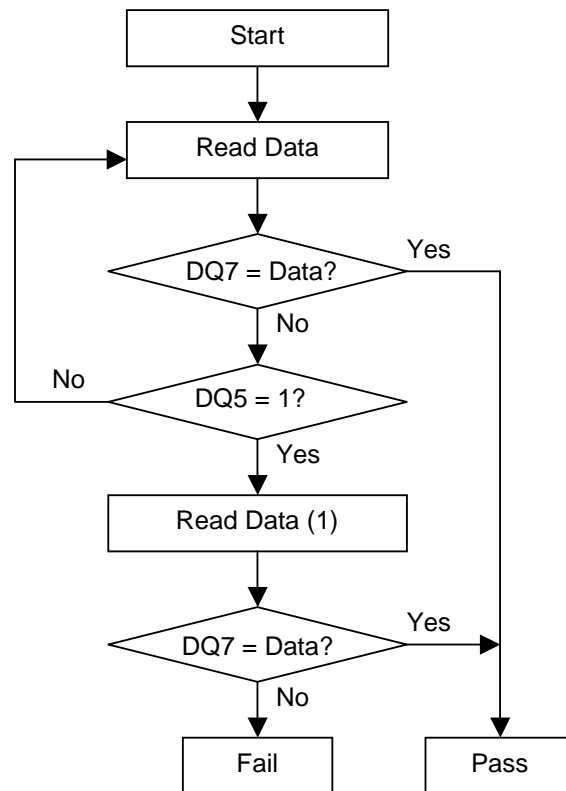 Start
Read Data
DQ7 = Data?
Yes
No
DQ5 = 1?
No
Yes
Read Data (1)
DQ7 = Data?
Yes
No
Fail
Pass